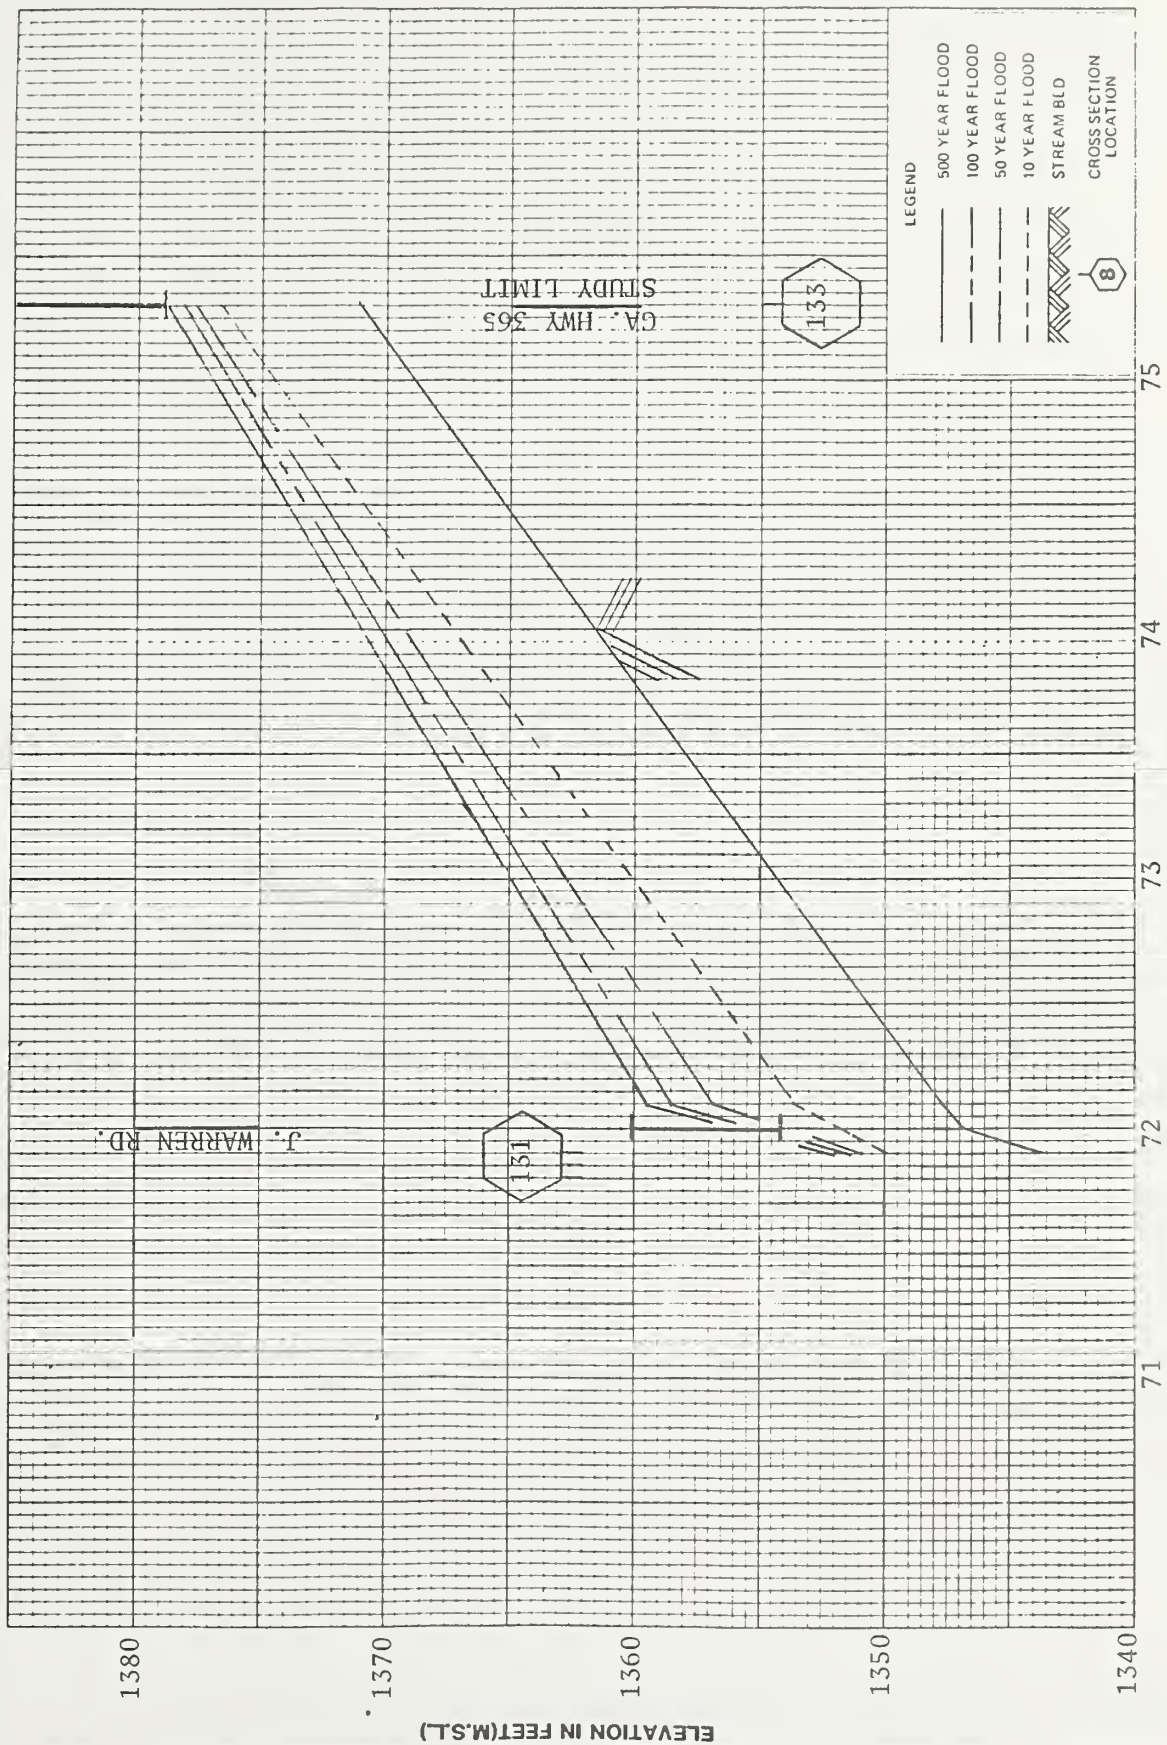 ELEVATION IN FEET(M.S.L.)
1380
1370
1360
1350
1340
71
72
73
74
75
J. WARREN RD.
131
GA. HWY 365
STUDY LIMIT
133
LEGEND
500 YEAR FLOOD
100 YEAR FLOOD
50 YEAR FLOOD
10 YEAR FLOOD
STREAM BED
8
CROSS SECTION
LOCATION